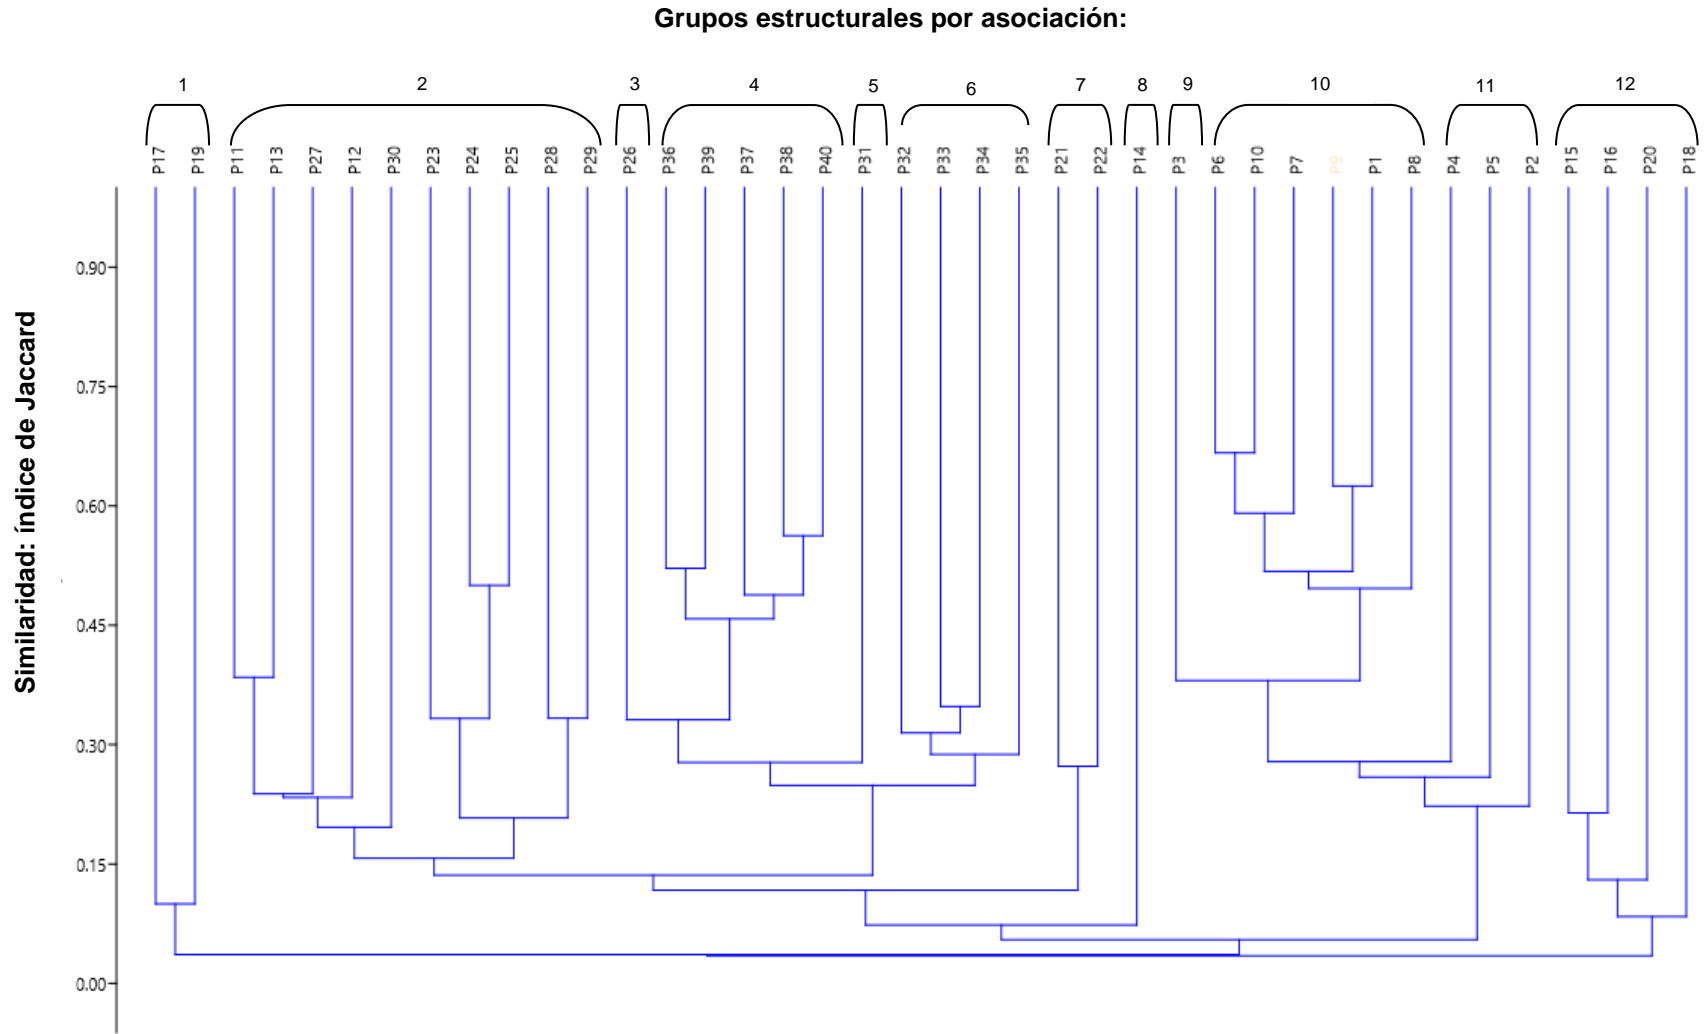 Grupos estructurales por asociación:
1 2 3 4 5 6 7 8 9 10 11 12
P17 P19 P11 P13 P27 P12 P30 P23 P24 P25 P28 P29 P26 P36 P39 P37 P38 P40 P31 P32 P33 P34 P35 P21 P22 P14 P3 P6 P10 P7 P9 P1 P8 P4 P5 P2 P15 P16 P20 P18
0.90
0.75
0.60
0.45
0.30
0.15
0.00
Similaridad: índice de Jaccard